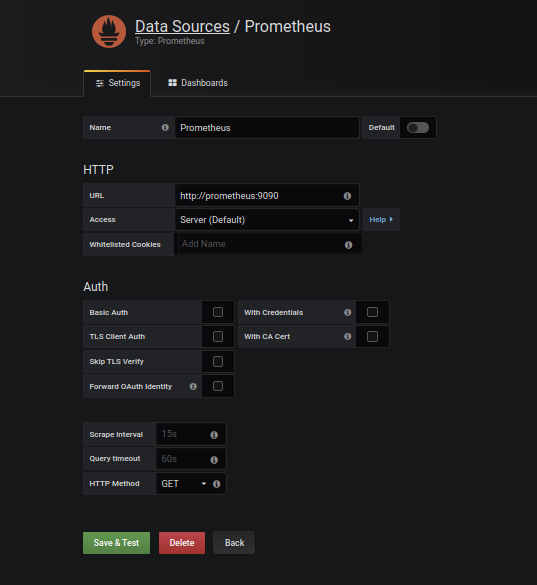 Data Sources / Prometheus
Type: Prometheus
Settings
Dashboards
Name
Prometheus
Default
HTTP
URL
http://prometheus:9090
Access
Server (Default)
Help
Whitelisted Cookies
Add Name
Auth
Basic Auth
With Credentials
TLS Client Auth
With CA Cert
Skip TLS Verify
Forward OAuth Identity
Scrape interval
15s
Query timeout
60s
HTTP Method
GET
Save & Test
Delete
Back